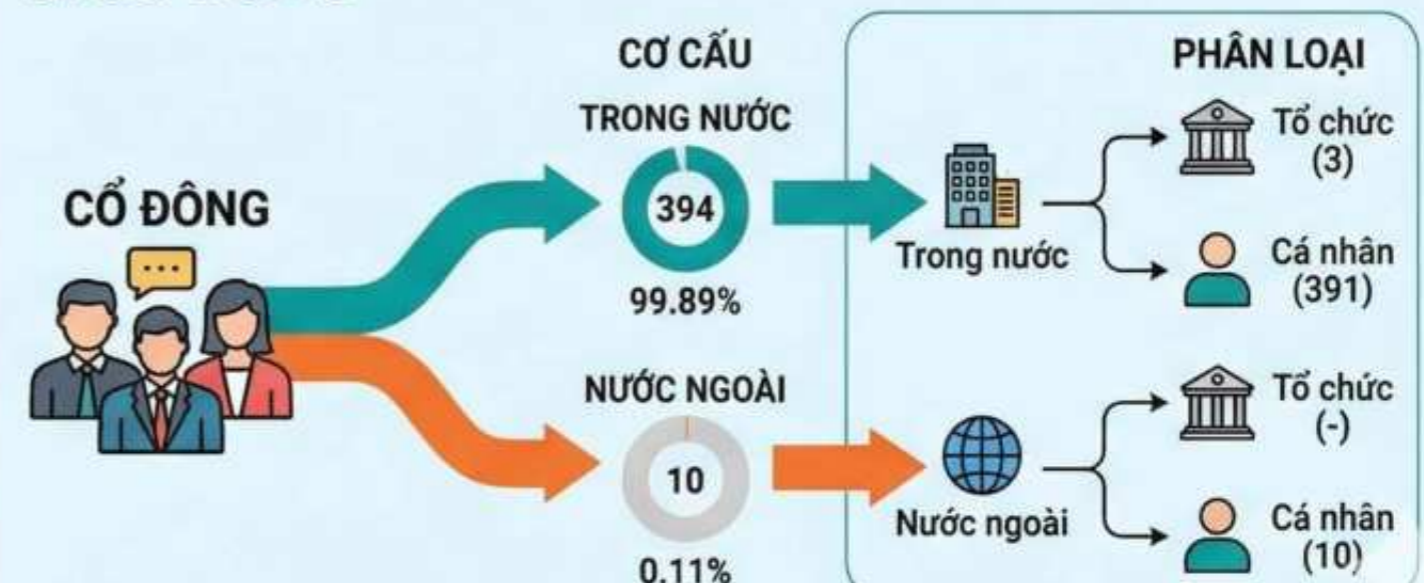 CỔ ĐÔNG
CƠ CẤU
TRONG NƯỚC
394
99.89%
NƯỚC NGOÀI
10
0.11%
PHÂN LOẠI
Trong nước
Tổ chức
(3)
Cá nhân
(391)
Nước ngoài
Tổ chức
(-)
Cá nhân
(10)